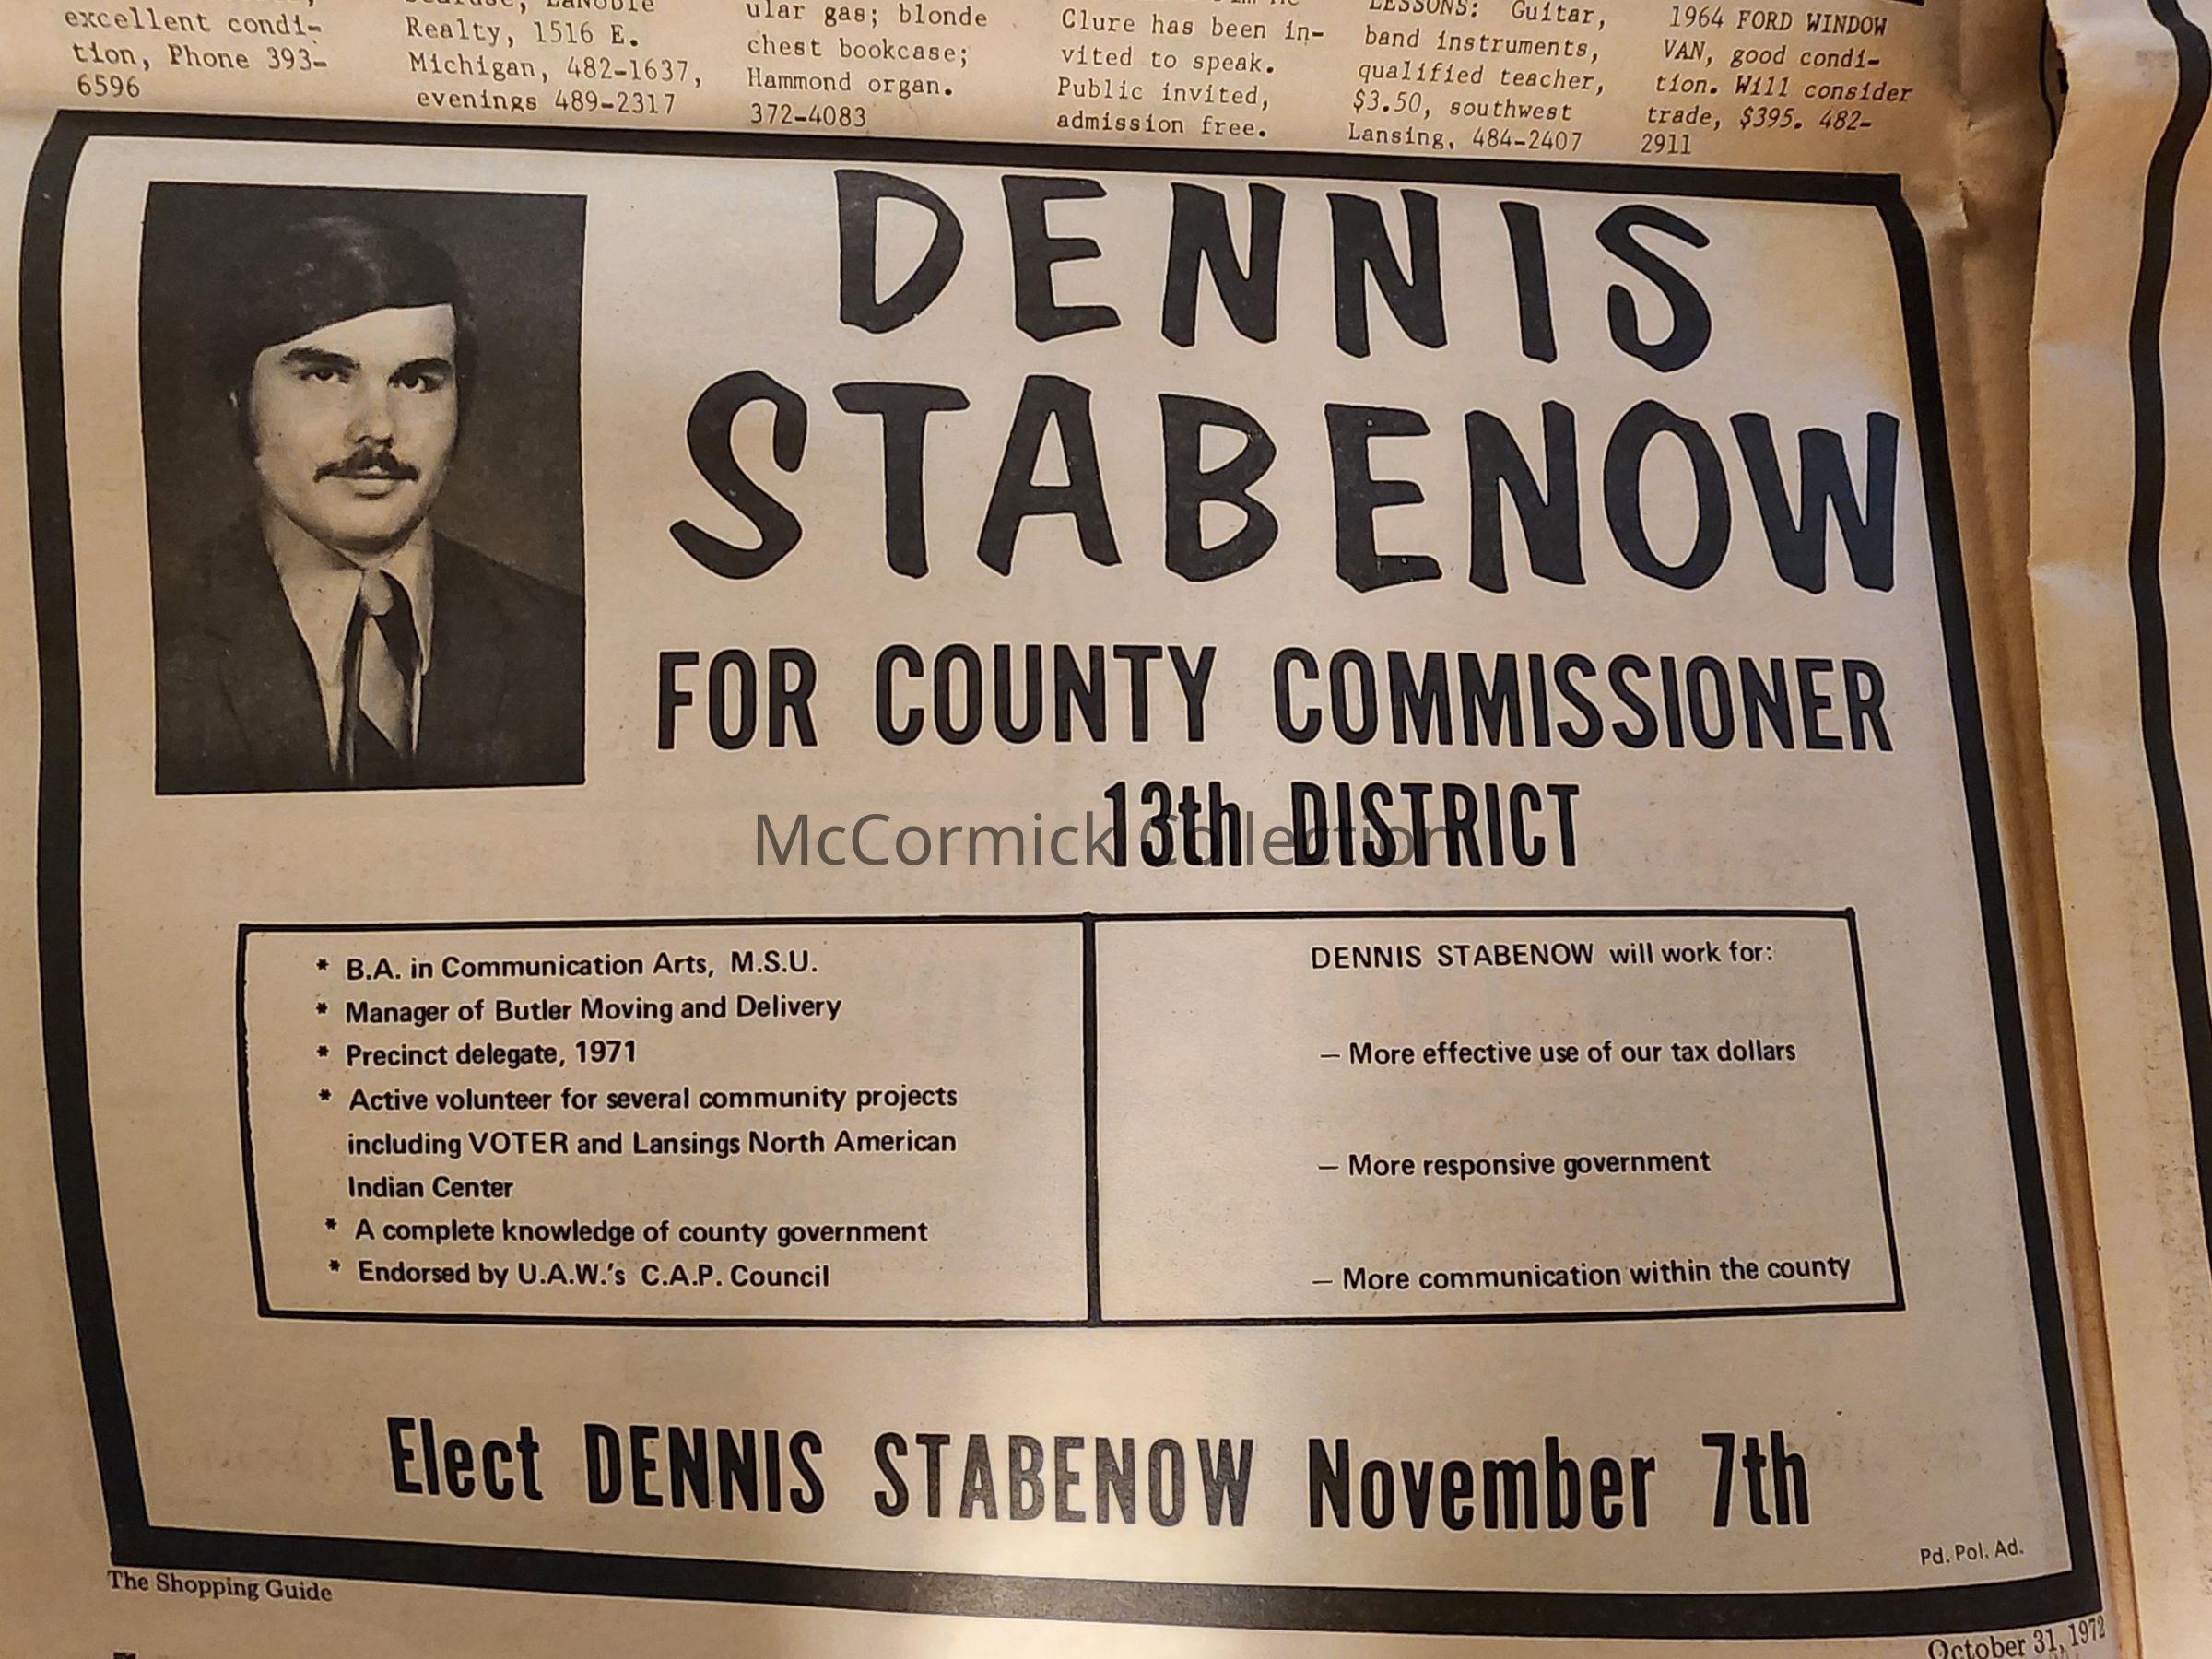 excellent condi-
tion, Phone 393-
6596
Realty, 1516 E.
Michigan, 482-1637,
evenings 489-2317
ular gas; blonde
chest bookcase;
Hammond organ.
372-4083
Clure has been in-
vited to speak.
Public invited,
admission free.
LESSONS: Guitar,
band instruments,
qualified teacher,
$3.50, southwest
Lansing, 484-2407
1964 FORD WINDOW
VAN, good condi-
tion. Will consider
trade, $395. 482-
2911
DENNIS
STABENOW
FOR COUNTY COMMISSIONER
13th DISTRICT
McCormick Collection
* B.A. in Communication Arts, M.S.U.
* Manager of Butler Moving and Delivery
* Precinct delegate, 1971
* Active volunteer for several community projects
including VOTER and Lansings North American
Indian Center
* A complete knowledge of county government
* Endorsed by U.A.W.'s C.A.P. Council
DENNIS STABENOW will work for:
— More effective use of our tax dollars
— More responsive government
— More communication within the county
Elect DENNIS STABENOW November 7th
Pd. Pol. Ad.
The Shopping Guide
October 31, 1972